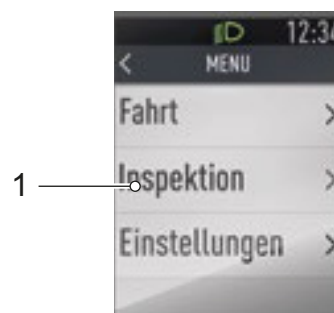 12:34
< MENU
Fahrt >
1 Inspektion >
Einstellungen >